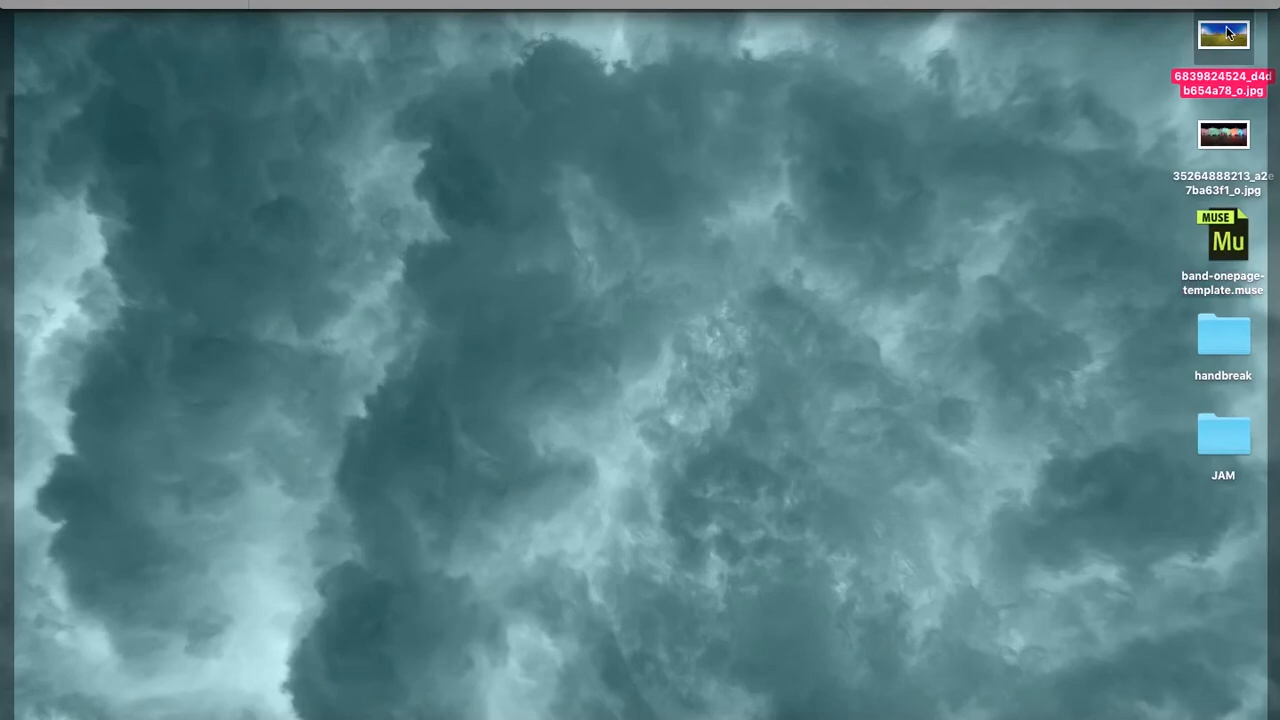 6839824524_d4d
b654a78_o.jpg
35264888213_a2e
7ba63f1_o.jpg
MUSE
Mu
band-onepage-
template.muse
handbreak
JAM